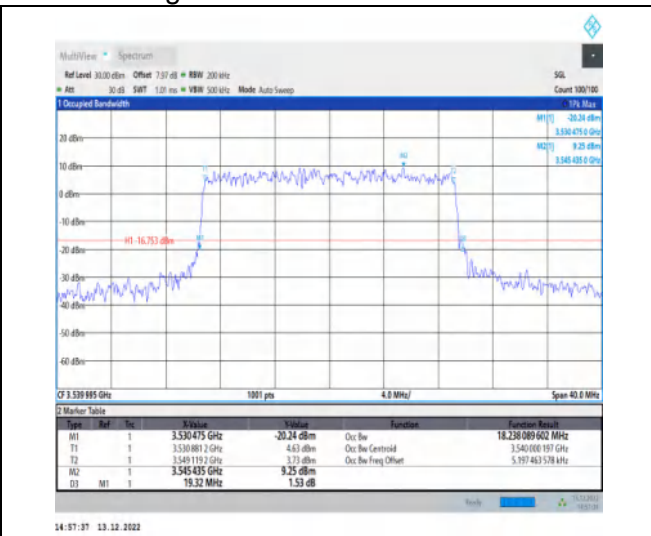 MultiView Spectrum
Ref Level 30.00 dBm Offset 7.97 dB RBW 200 kHz SGL
Att 30 dB SWT 1.01 ms VBW 500 kHz Mode Auto Sweep Count 100/100
1 Occupied Bandwidth 1Pk Max
M1[1] -20.24 dBm
3.530 475 0 GHz
M2[1] 9.25 dBm
3.545 435 0 GHz
20 dBm
10 dBm
0 dBm
-10 dBm
-20 dBm
-30 dBm
-40 dBm
-50 dBm
-60 dBm
H1 -16.753 dBm
T1
M2
T2
M1
CF 3.539 995 GHz 1001 pts 4.0 MHz/ Span 40.0 MHz
2 Marker Table
Type Ref Trc X-Value Y-Value Function Function Result
M1 1 3.530 475 GHz -20.24 dBm Occ Bw 18.238 089 602 MHz
T1 1 3.530 881 2 GHz 4.63 dBm Occ Bw Centroid 3.540 000 197 GHz
T2 1 3.549 119 2 GHz 3.73 dBm Occ Bw Freq Offset 5.197 463 578 kHz
M2 1 3.545 435 GHz 9.25 dBm
D3 M1 1 19.32 MHz 1.53 dB
Ready
14:57:37 13.12.2022